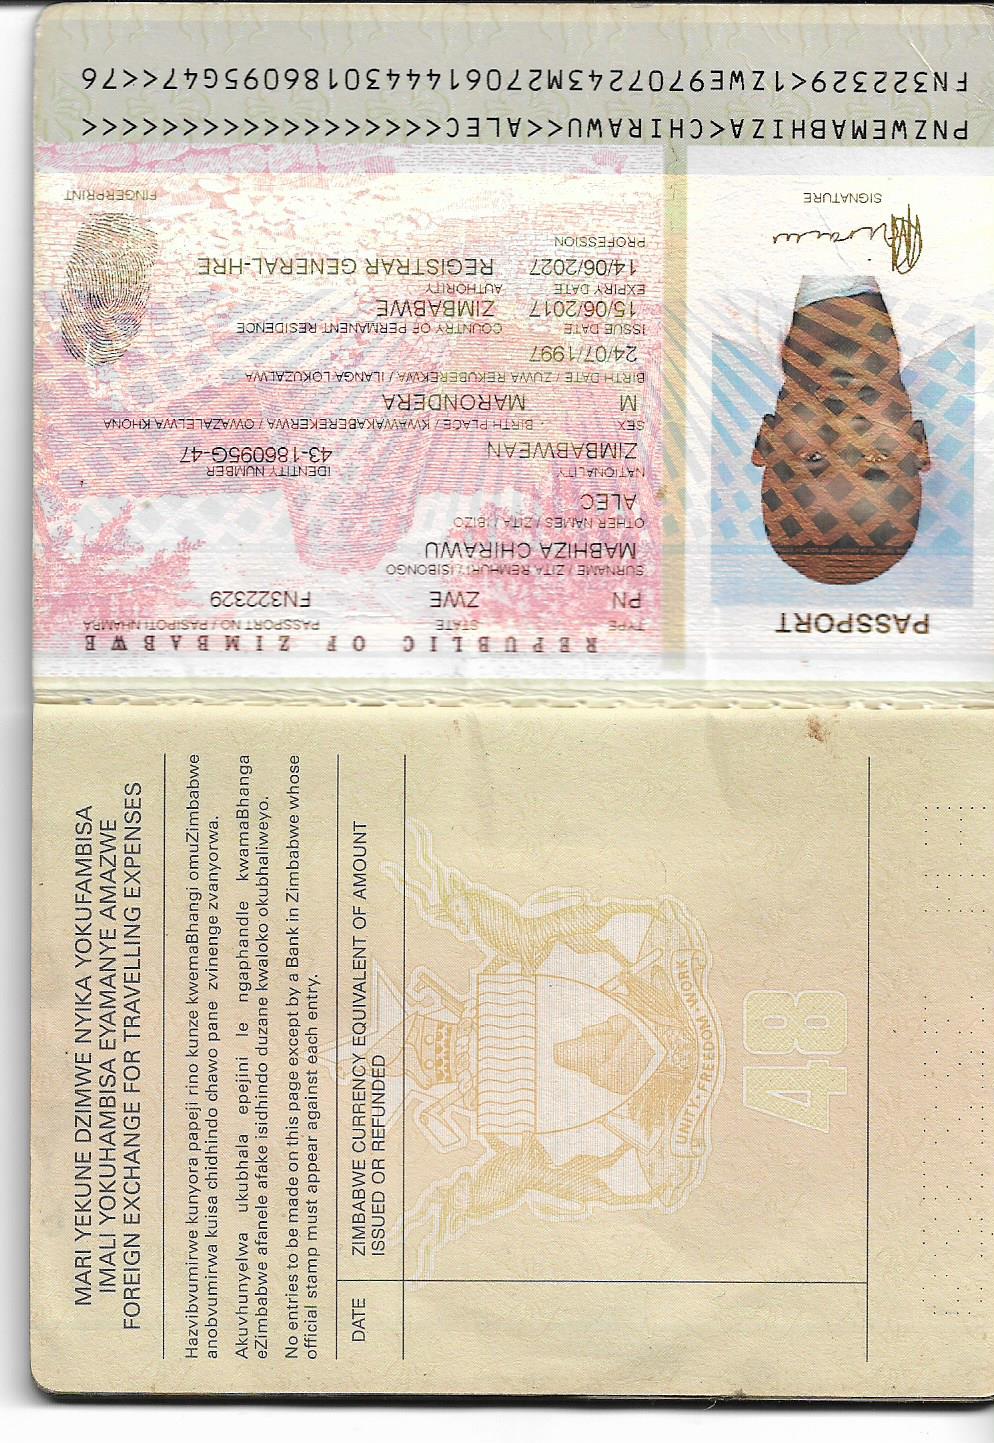 MARI YEKUNE DZIMWE NYIKA YOKUFAMBISA
IMALI YOKUHAMBISA EYAMANYE AMAZWE
FOREIGN EXCHANGE FOR TRAVELLING EXPENSES
Hazvibvumirwe kunyora papeji rino kunze kwemaBhangi omuZimbabwe
anobvumirwa kuisa chidhindo chawo pane zvinenge zvanyorwa.
Akuvhunyelwa ukubhala epejini le ngaphandle kwamaBhanga
eZimbabwe afanele afake isidhindo duzane kwaloko okubhaliweyo.
No entries to be made on this page except by a Bank in Zimbabwe whose
official stamp must appear against each entry.
DATE
ZIMBABWE CURRENCY EQUIVALENT OF AMOUNT
ISSUED OR REFUNDED
UNITY FREEDOM WORK
48
REPUBLIC OF ZIMBABWE
PASSPORT
TYPE STATE PASSPORT NO / PASIPOTI NHAMBA
PN ZWE FN322329
SURNAME / ZITA REMHURI / ISIBONGO
MABHIZA CHIRAWU
OTHER NAMES / ZITA / IBIZO
ALEC
NATIONALITY IDENTITY NUMBER
ZIMBABWEAN 43-186095G-47
SEX BIRTH PLACE / KWAWAKABEREKERWA / OWAZALELWA KHONA
M MARONDERA
BIRTH DATE / ZUWA REKUBEREKWA / ILANGA LOKUZALWA
24/07/1997
ISSUE DATE COUNTRY OF PERMANENT RESIDENCE
15/06/2017 ZIMBABWE
EXPIRY DATE AUTHORITY
14/06/2027 REGISTRAR GENERAL-HRE
PROFESSION
SIGNATURE
FINGERPRINT
PNZWEMABHIZA<CHIRAWU<<ALEC<<<<<<<<<<<<<<<<<<
FN322329<1ZWE9707243M2706144430186095G47<<76